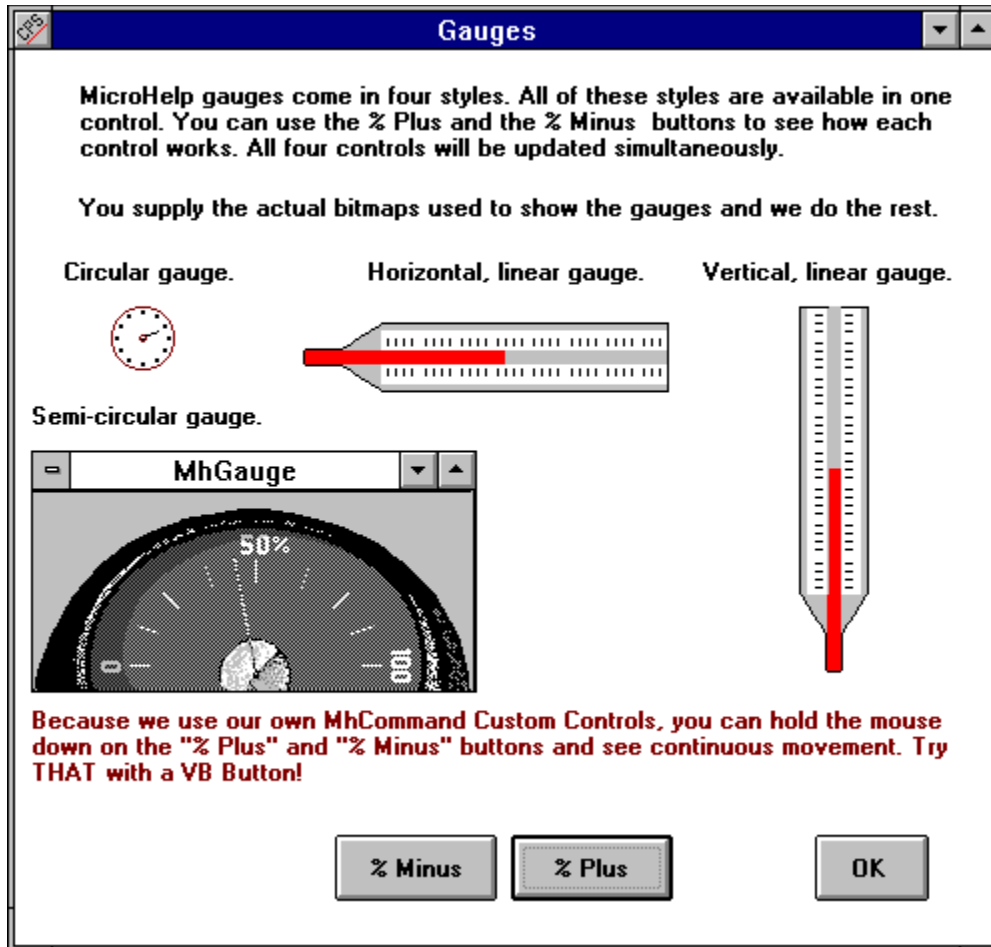 CPS
Gauges
MicroHelp gauges come in four styles. All of these styles are available in one
control. You can use the % Plus and the % Minus  buttons to see how each
control works. All four controls will be updated simultaneously.
You supply the actual bitmaps used to show the gauges and we do the rest.
Circular gauge.
Horizontal, linear gauge.
Vertical, linear gauge.
Semi-circular gauge.
MhGauge
50%
0
100
Because we use our own MhCommand Custom Controls, you can hold the mouse
down on the "% Plus" and "% Minus" buttons and see continuous movement. Try
THAT with a VB Button!
% Minus
% Plus
OK